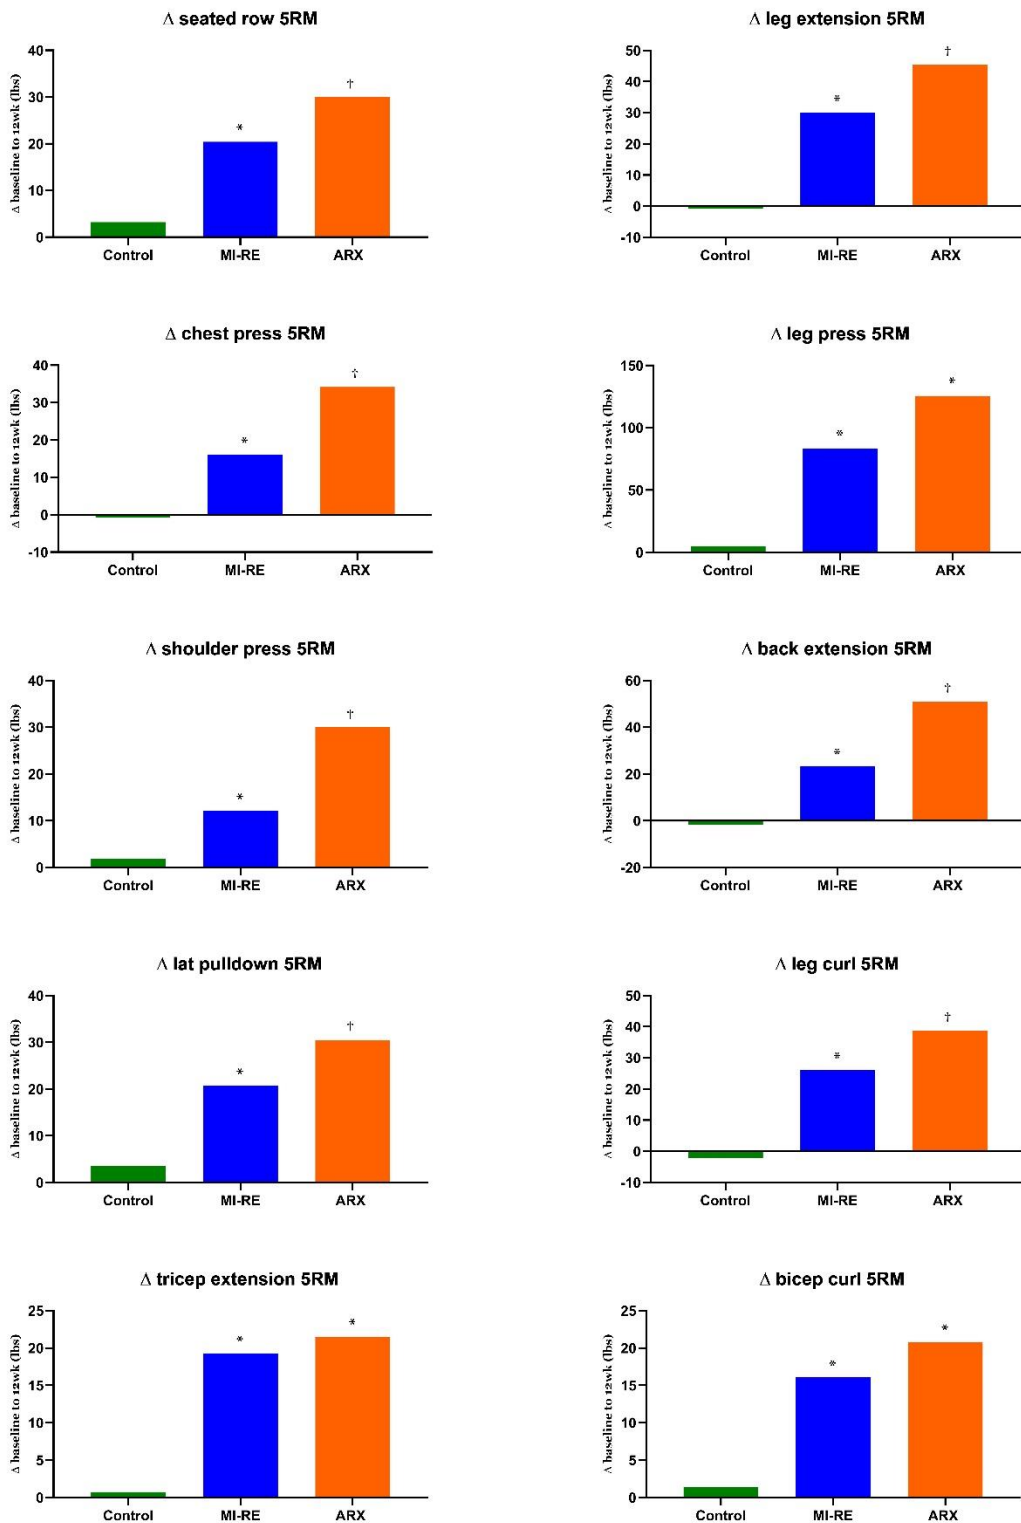 Δ seated row 5RM
Δ baseline to 12wk (lbs)
40
30
20
10
0
*
†
Control MI-RE ARX
Δ leg extension 5RM
Δ baseline to 12wk (lbs)
50
40
30
20
10
0
-10
*
†
Control MI-RE ARX
Δ chest press 5RM
Δ baseline to 12wk (lbs)
40
30
20
10
0
-10
*
†
Control MI-RE ARX
Δ leg press 5RM
Δ baseline to 12wk (lbs)
150
100
50
0
*
*
Control MI-RE ARX
Δ shoulder press 5RM
Δ baseline to 12wk (lbs)
40
30
20
10
0
*
†
Control MI-RE ARX
Δ back extension 5RM
Δ baseline to 12wk (lbs)
60
40
20
0
-20
*
†
Control MI-RE ARX
Δ lat pulldown 5RM
Δ baseline to 12wk (lbs)
40
30
20
10
0
*
†
Control MI-RE ARX
Δ leg curl 5RM
Δ baseline to 12wk (lbs)
50
40
30
20
10
0
-10
*
†
Control MI-RE ARX
Δ tricep extension 5RM
Δ baseline to 12wk (lbs)
25
20
15
10
5
0
*
*
Control MI-RE ARX
Δ bicep curl 5RM
Δ baseline to 12wk (lbs)
25
20
15
10
5
0
*
*
Control MI-RE ARX